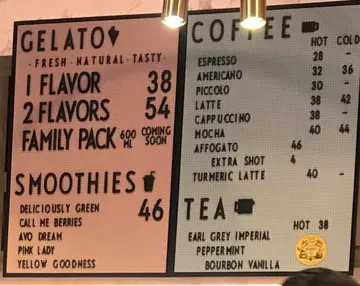 GELATO
- FRESH - NATURAL - TASTY -
1 FLAVOR 38
2 FLAVORS 54
FAMILY PACK 600 ML COMING SOON
SMOOTHIES
DELICIOUSLY GREEN 46
CALL ME BERRIES
AVO DREAM
PINK LADY
YELLOW GOODNESS
COFFEE
HOT COLD
ESPRESSO 28 -
AMERICANO 32 36
PICCOLO 30 -
LATTE 38 42
CAPPUCCINO 38 -
MOCHA 40 44
AFFOGATO 46
EXTRA SHOT 4
TURMERIC LATTE 40 -
TEA
HOT 38
EARL GREY IMPERIAL
PEPPERMINT
BOURBON VANILLA